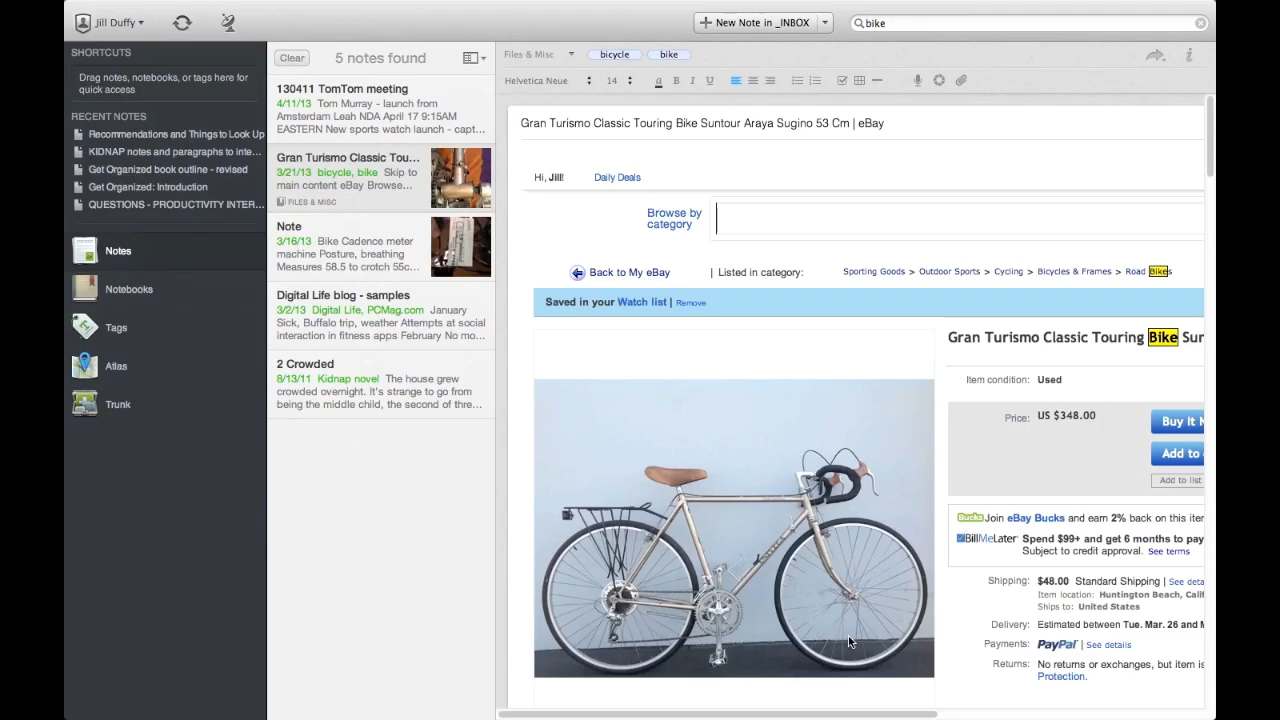 Jill Duffy
New Note in _INBOX
bike
SHORTCUTS
Drag notes, notebooks, or tags here for
quick access
RECENT NOTES
Recommendations and Things to Look Up
KIDNAP notes and paragraphs to inte...
Get Organized book outline - revised
Get Organized: Introduction
QUESTIONS - PRODUCTIVITY INTER...
Notes
Notebooks
Tags
Atlas
Trunk
Clear
5 notes found
130411 TomTom meeting
4/11/13 Tom Murray - launch from
Amsterdam Leah NDA April 17 9:15AM
EASTERN New sports watch launch - capt...
Gran Turismo Classic Tou...
3/21/13 bicycle, bike Skip to
main content eBay Browse...
FILES & MISC
Note
3/16/13 Bike Cadence meter
machine Posture, breathing
Measures 58.5 to crotch 55c...
Digital Life blog - samples
3/2/13 Digital Life, PCMag.com January
Sick, Buffalo trip, weather Attempts at social
interaction in fitness apps February No mo...
2 Crowded
8/13/11 Kidnap novel The house grew
crowded overnight. It's strange to go from
being the middle child, the second of thre...
Files & Misc bicycle bike
Helvetica Neue 14 a B I U
Gran Turismo Classic Touring Bike Suntour Araya Sugino 53 Cm | eBay
Hi, Jill! Daily Deals
Browse by
category
Back to My eBay | Listed in category: Sporting Goods > Outdoor Sports > Cycling > Bicycles & Frames > Road Bikes
Saved in your Watch list | Remove
Gran Turismo Classic Touring Bike Sun
Item condition: Used
Price: US $348.00
Buy It N
Add to
Add to list
Bucks Join eBay Bucks and earn 2% back on this iter
BillMeLater Spend $99+ and get 6 months to pay
Subject to credit approval. See terms
Shipping: $48.00 Standard Shipping | See deta
Item location: Huntington Beach, Calif
Ships to: United States
Delivery: Estimated between Tue. Mar. 26 and M
Payments: PayPal | See details
Returns: No returns or exchanges, but item is
Protection.